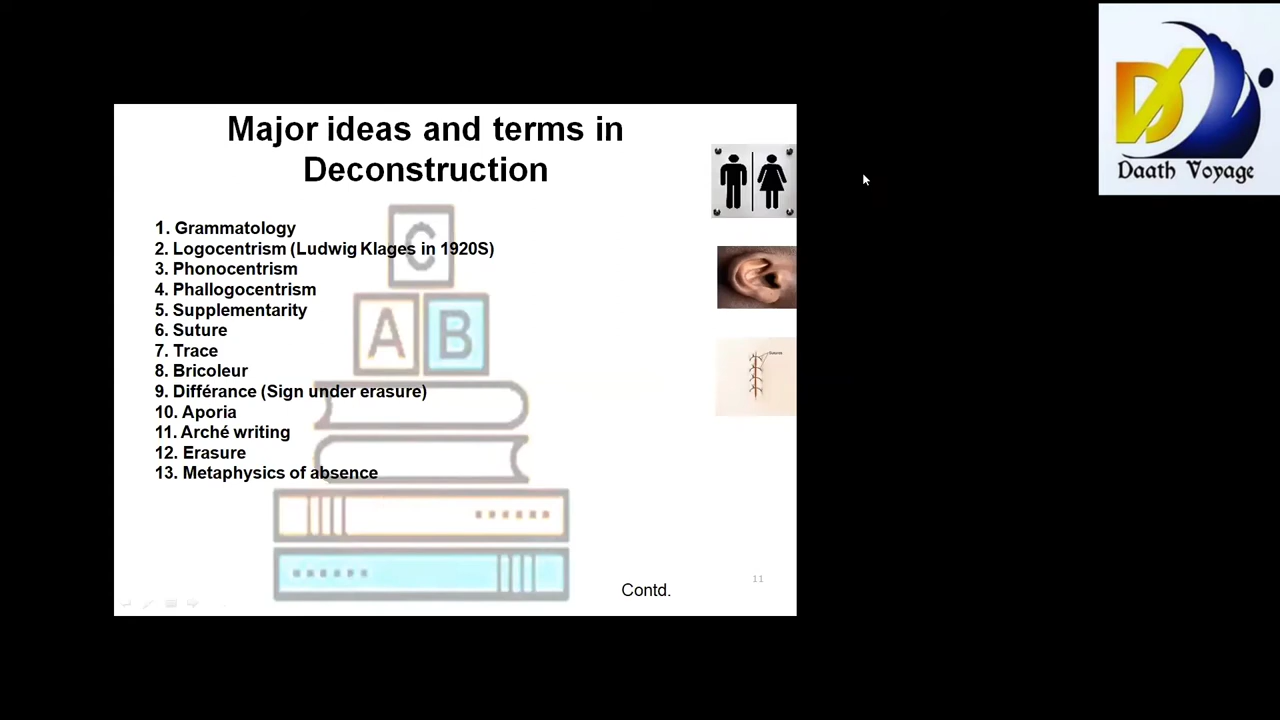 Major ideas and terms in
Deconstruction
1. Grammatology
2. Logocentrism (Ludwig Klages in 1920S)
3. Phonocentrism
4. Phallogocentrism
5. Supplementarity
6. Suture
7. Trace
8. Bricoleur
9. Différance (Sign under erasure)
10. Aporia
11. Arché writing
12. Erasure
13. Metaphysics of absence
C
A B
Contd.
11
D
Daath Voyage